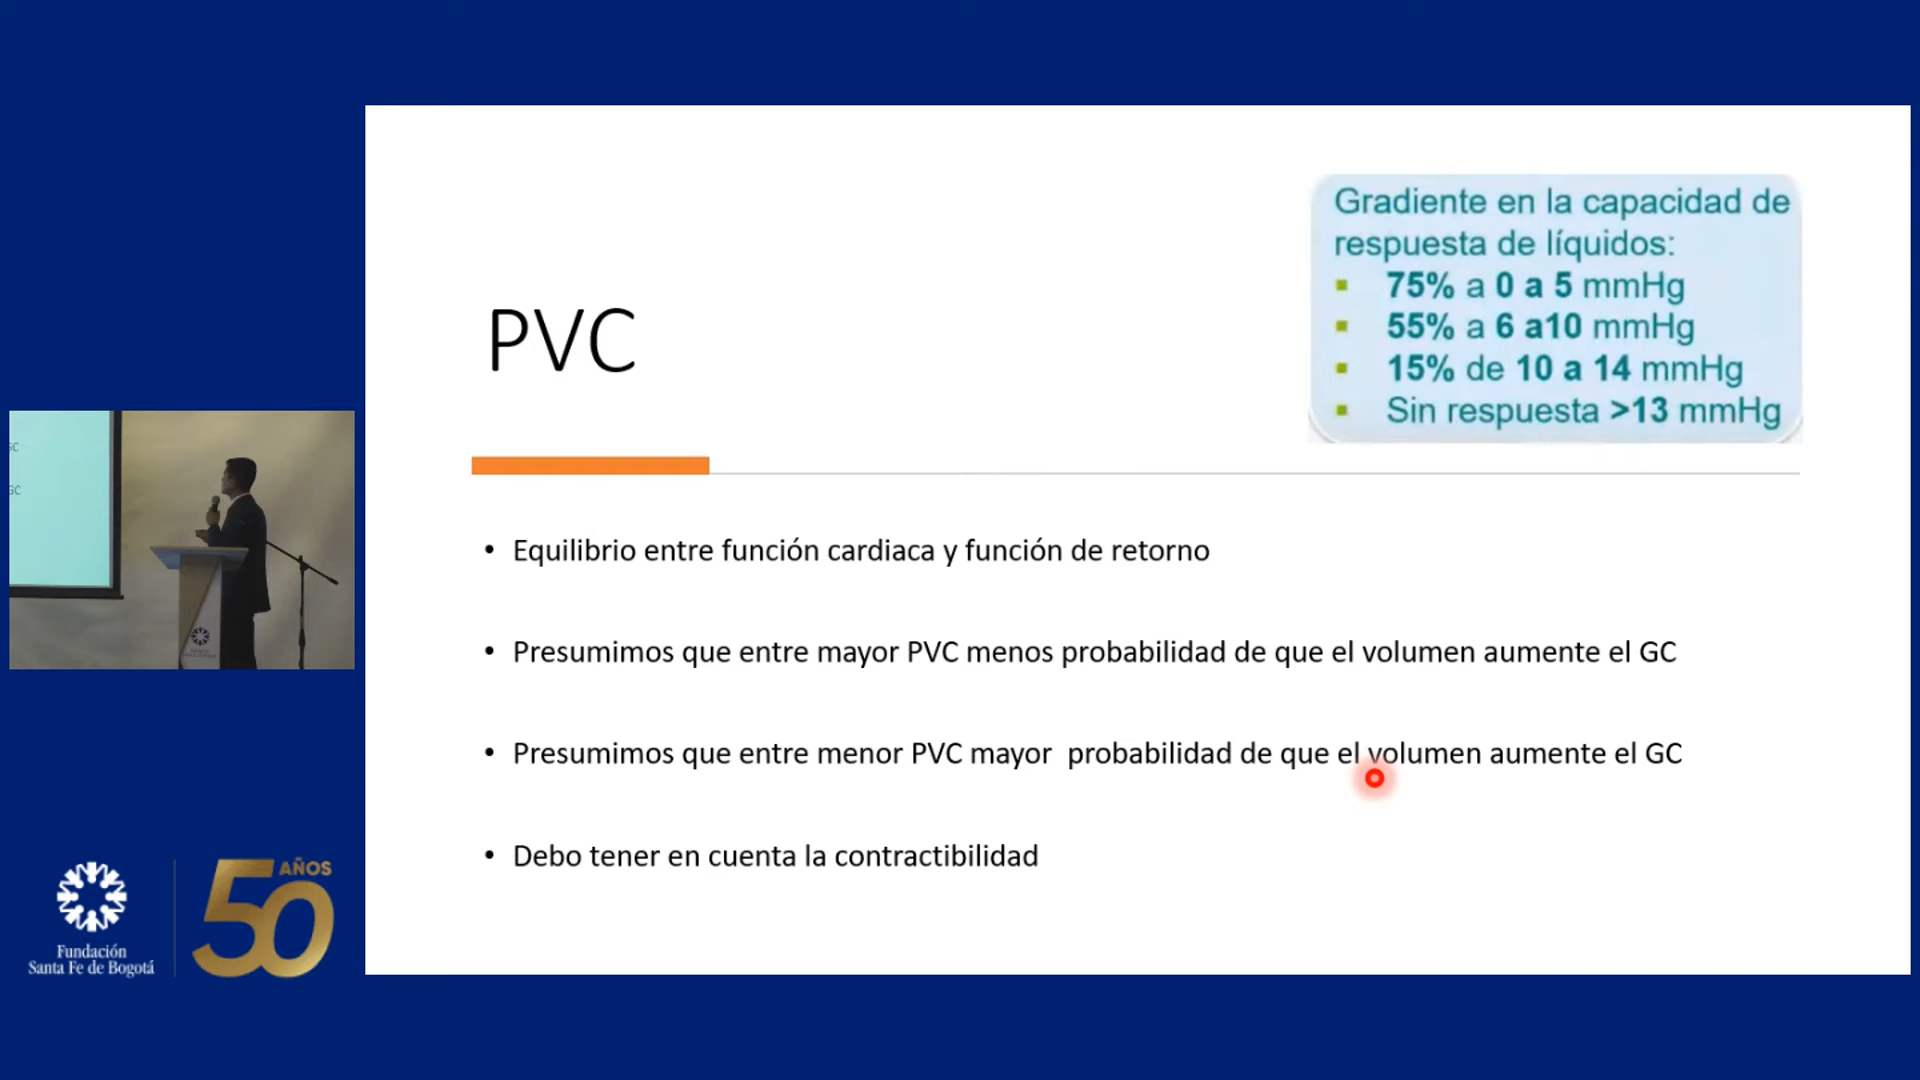 Gradiente en la capacidad de
respuesta de líquidos:
75% a 0 a 5 mmHg
55% a 6 a10 mmHg
15% de 10 a 14 mmHg
Sin respuesta >13 mmHg
PVC
• Equilibrio entre función cardiaca y función de retorno
• Presumimos que entre mayor PVC menos probabilidad de que el volumen aumente el GC
• Presumimos que entre menor PVC mayor probabilidad de que el volumen aumente el GC
• Debo tener en cuenta la contractibilidad
GC
GC
Fundación
Santa Fe de Bogotá
50 AÑOS